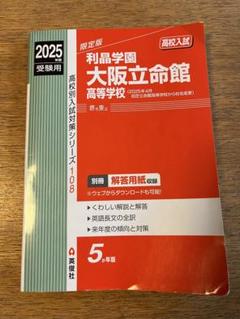 2025年度
受験用
限定版
高校入試
利晶学園
大阪立命館
高等学校
高校別入試対策シリーズ108
別冊 解答用紙収録
※ウェブからダウンロードも可能!
くわしい解説と解答
英語長文の全訳
来年度の傾向と対策
5か年版
英俊社